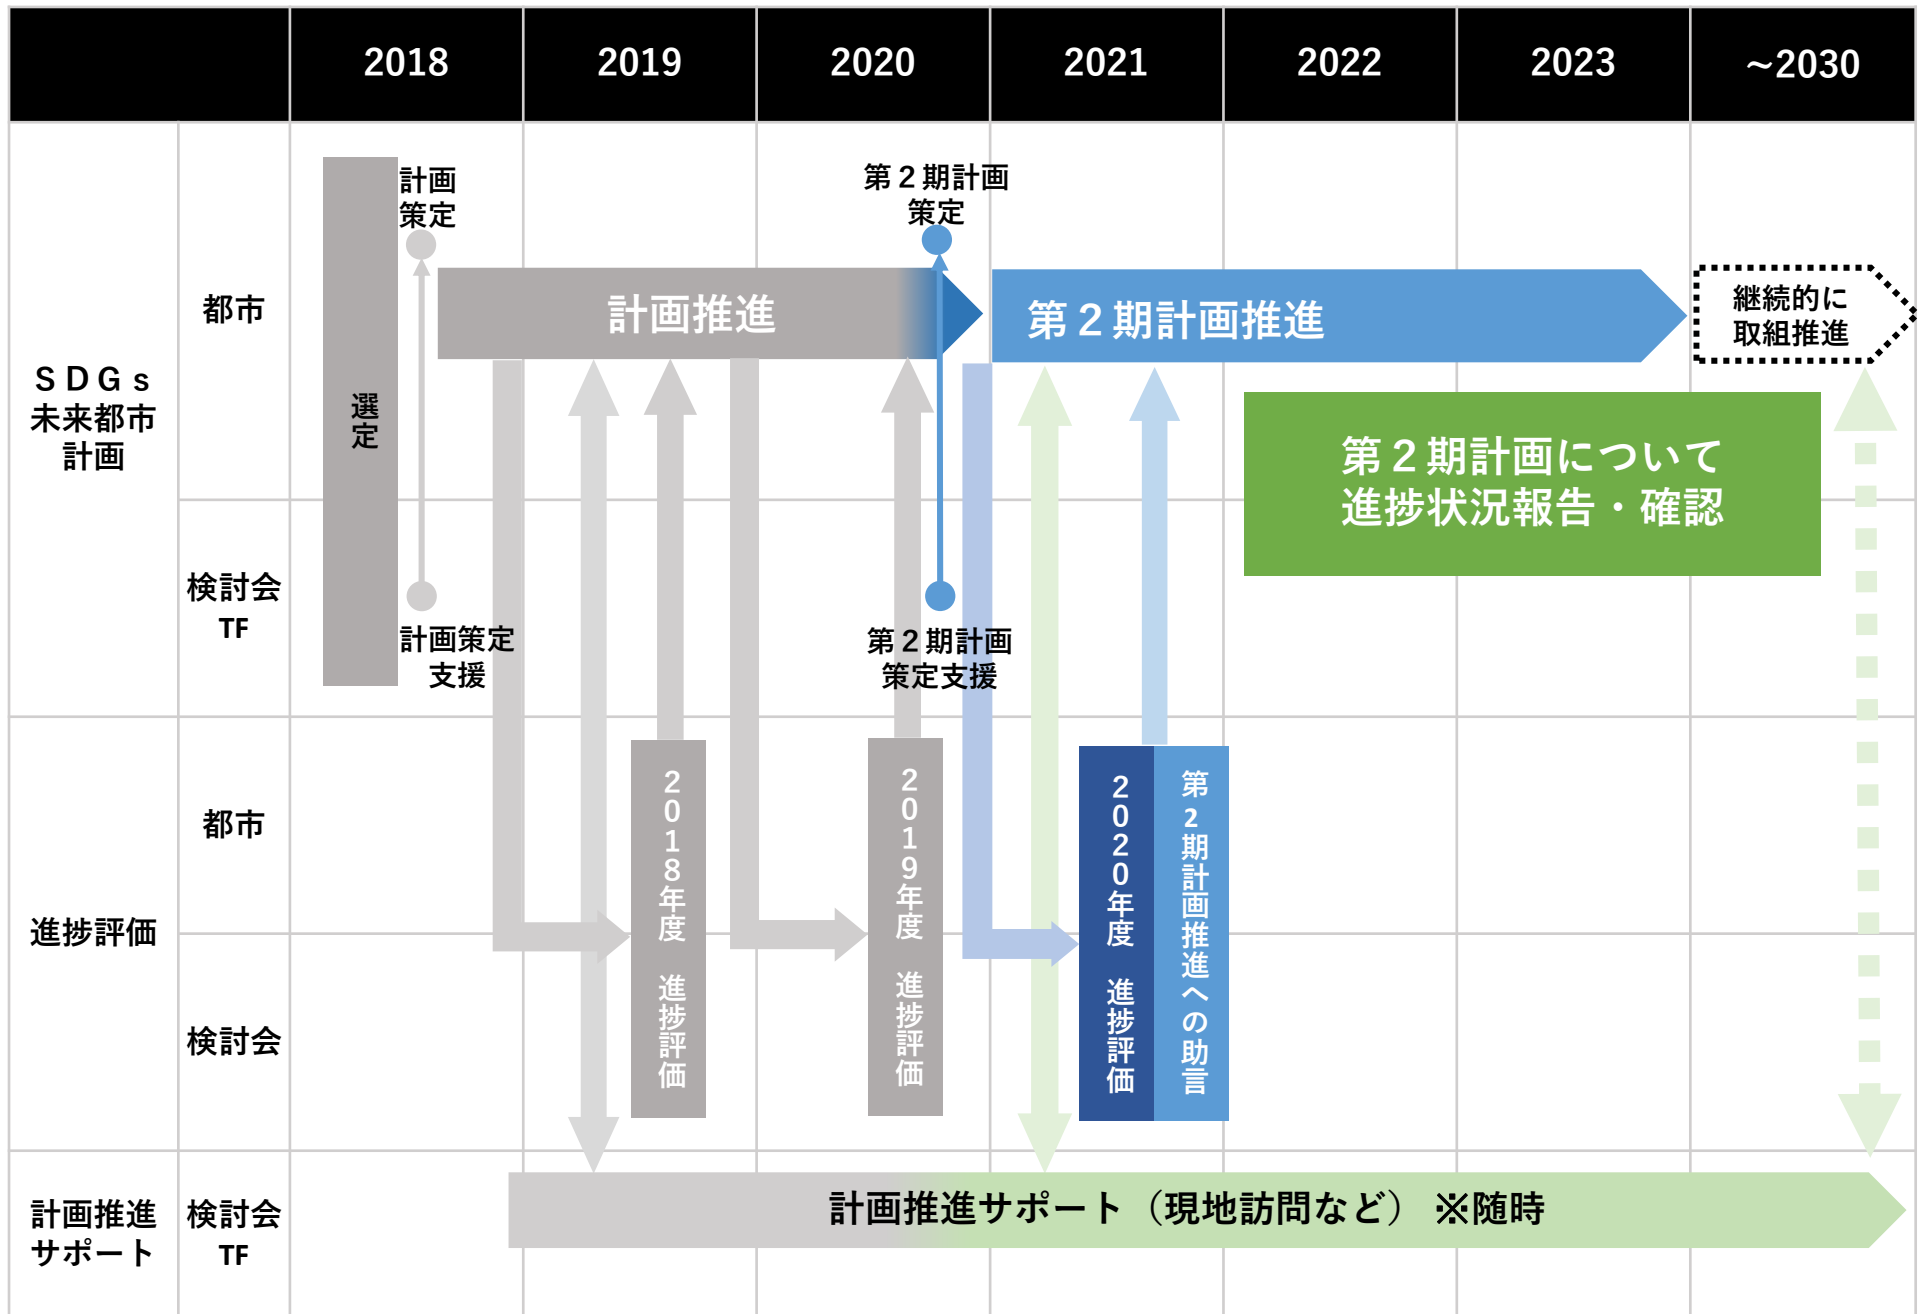 2018
2019
2020
2021
2022
2023
～2030
ＳＤＧｓ
未来都市
計画
都市
検討会
TF
選定
計画
策定
計画策定
支援
計画推進
第２期計画
策定
第２期計画
策定支援
第２期計画推進
継続的に
取組推進
第２期計画について
進捗状況報告・確認
進捗評価
都市
検討会
2018年度　進捗評価
2019年度　進捗評価
2020年度　進捗評価
第2期計画推進への助言
計画推進
サポート
検討会
TF
計画推進サポート（現地訪問など）※随時